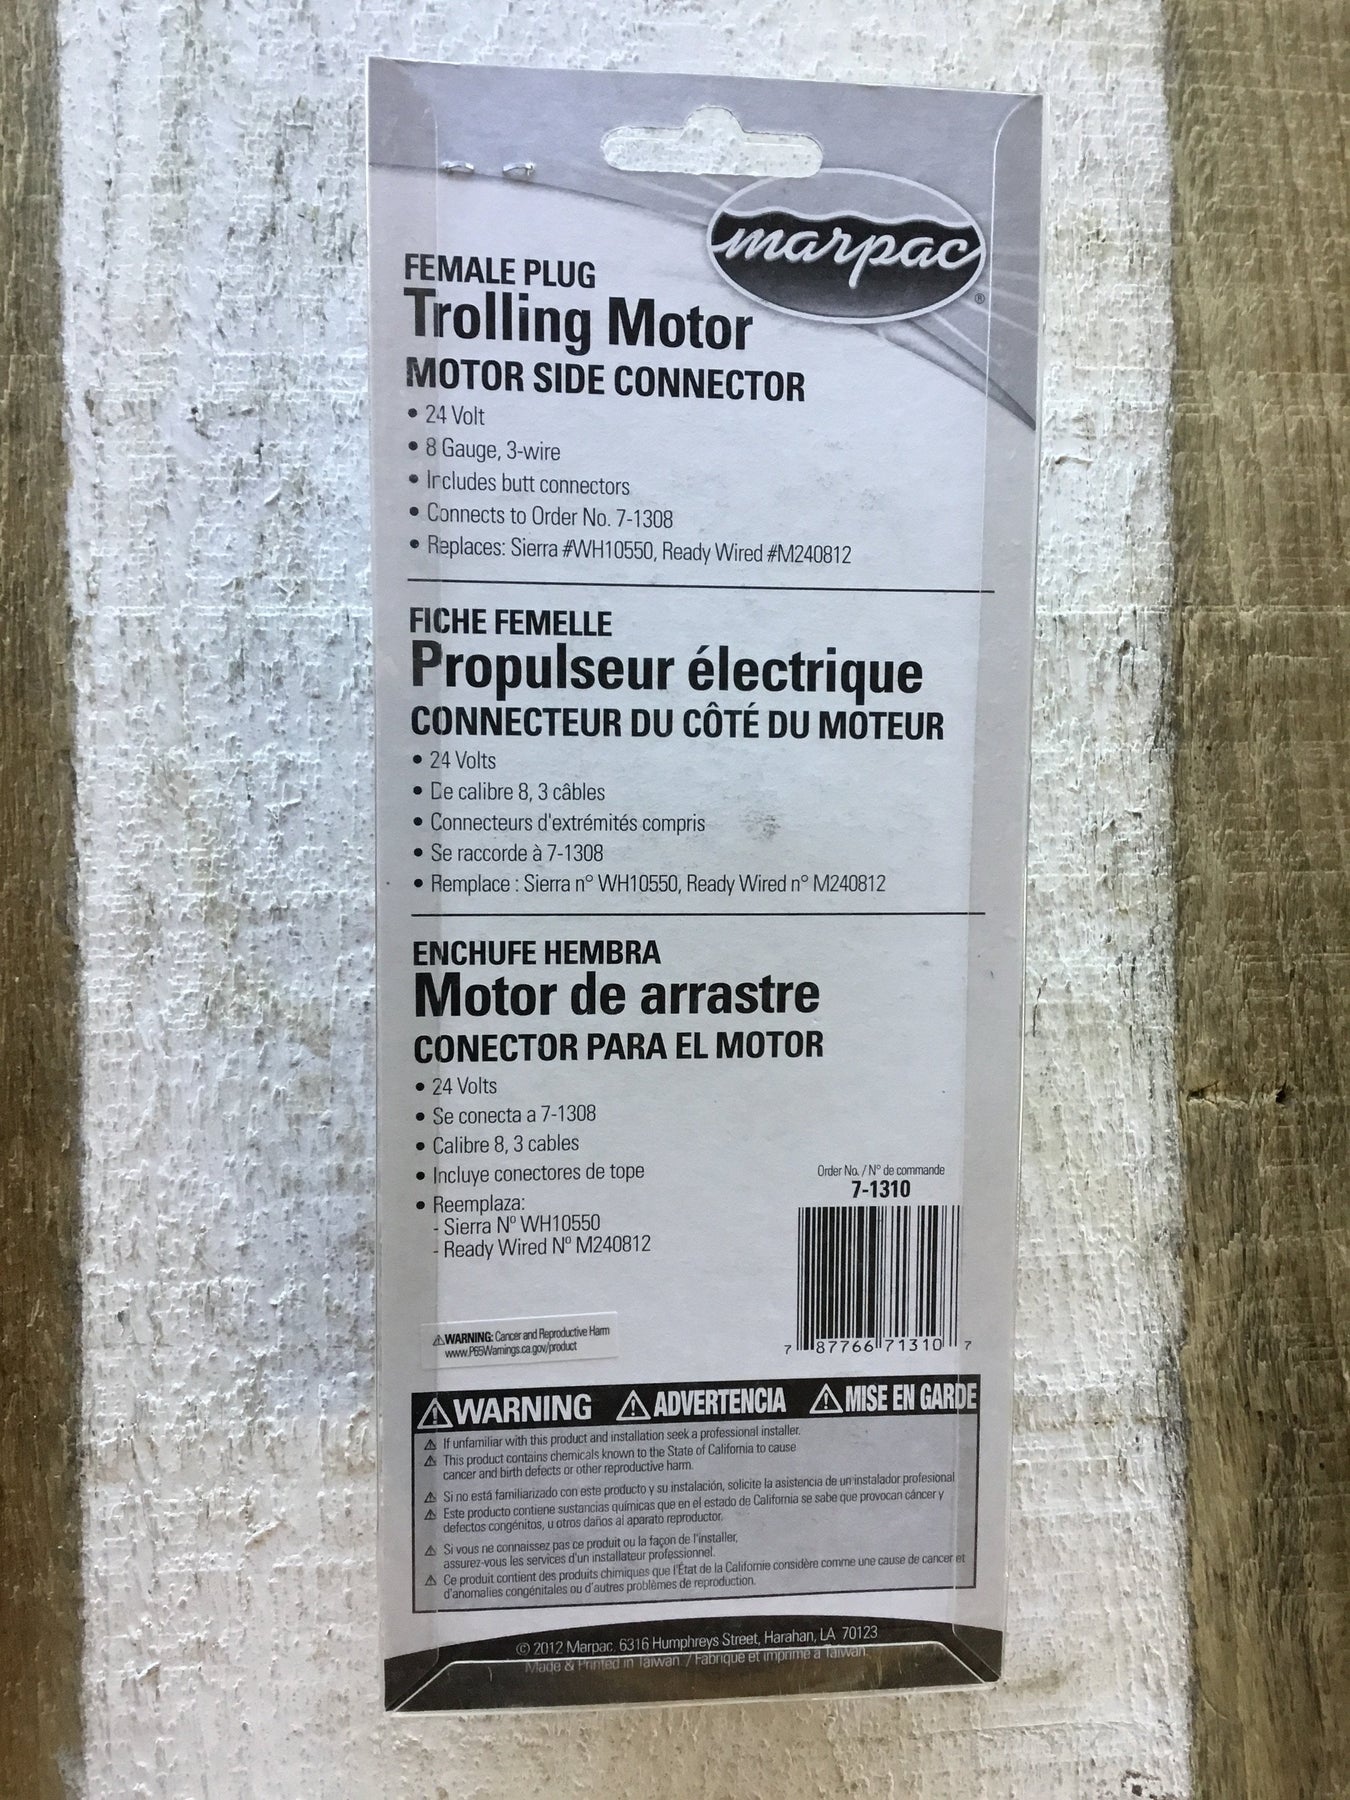 marpac
®
FEMALE PLUG
Trolling Motor
MOTOR SIDE CONNECTOR
• 24 Volt
• 8 Gauge, 3-wire
• Includes butt connectors
• Connects to Order No. 7-1308
• Replaces: Sierra #WH10550, Ready Wired #M240812
FICHE FEMELLE
Propulseur électrique
CONNECTEUR DU CÔTÉ DU MOTEUR
• 24 Volts
• De calibre 8, 3 câbles
• Connecteurs d'extrémités compris
• Se raccorde à 7-1308
• Remplace : Sierra nº WH10550, Ready Wired nº M240812
ENCHUFE HEMBRA
Motor de arrastre
CONECTOR PARA EL MOTOR
• 24 Volts
• Se conecta a 7-1308
• Calibre 8, 3 cables
• Incluye conectores de tope
• Reemplaza:
- Sierra Nº WH10550
- Ready Wired Nº M240812
Order No. / Nº de commande
7-1310
7 87766 71310 7
⚠WARNING: Cancer and Reproductive Harm
www.P65Warnings.ca.gov/product
⚠WARNING ⚠ADVERTENCIA ⚠MISE EN GARDE
⚠ If unfamiliar with this product and installation seek a professional installer.
⚠ This product contains chemicals known to the State of California to cause
cancer and birth defects or other reproductive harm.
⚠ Si no está familiarizado con este producto y su instalación, solicite la asistencia de un instalador profesional
⚠ Este producto contiene sustancias químicas que en el estado de California se sabe que provocan cáncer y
defectos congénitos, u otros daños al aparato reproductor.
⚠ Si vous ne connaissez pas ce produit ou la façon de l'installer,
assurez-vous les services d'un installateur professionnel.
⚠ Ce produit contient des produits chimiques que l'État de la Californie considère comme une cause de cancer et
d'anomalies congénitales ou d'autres problèmes de reproduction.
© 2012 Marpac. 6316 Humphreys Street, Harahan, LA 70123
Made & Printed in Taiwan. / Fabriqué et imprimé à Taïwan.